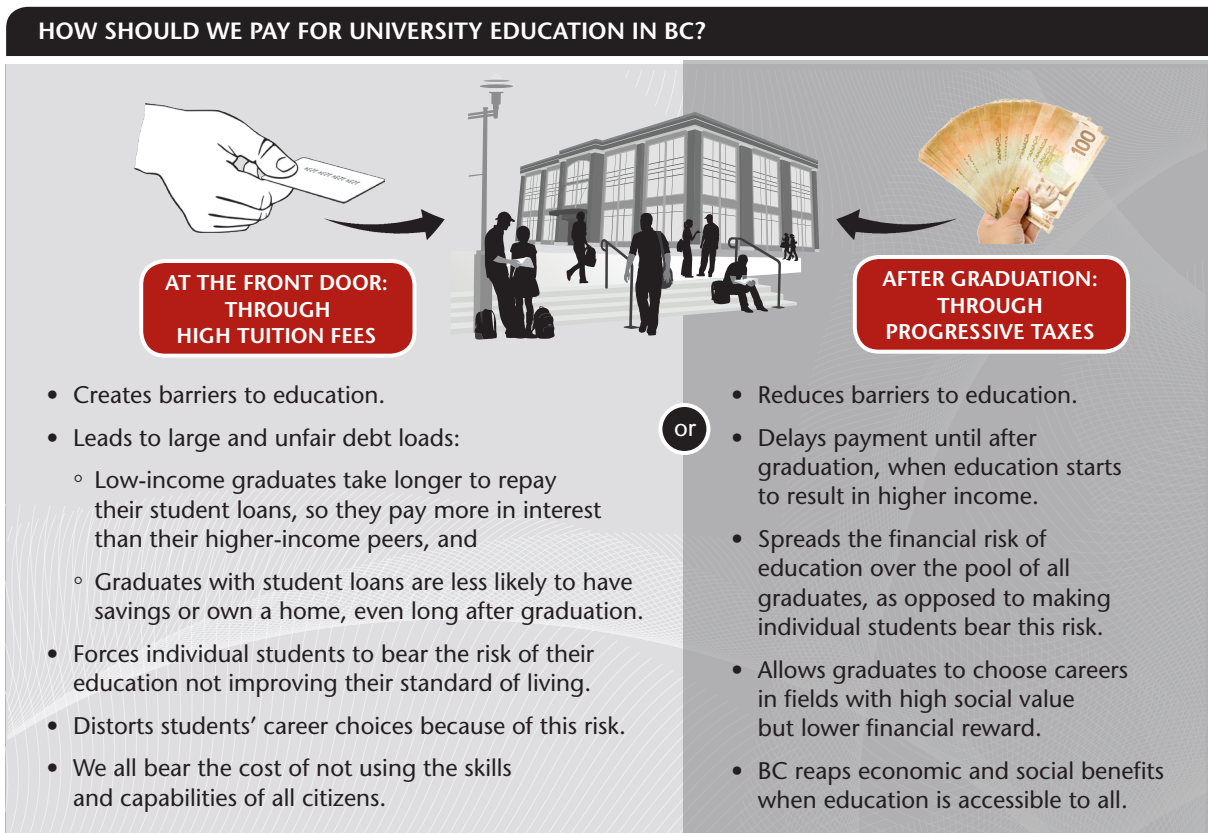 HOW SHOULD WE PAY FOR UNIVERSITY EDUCATION IN BC?
AT THE FRONT DOOR:
THROUGH
HIGH TUITION FEES
• Creates barriers to education.
• Leads to large and unfair debt loads:
° Low-income graduates take longer to repay
their student loans, so they pay more in interest
than their higher-income peers, and
° Graduates with student loans are less likely to have
savings or own a home, even long after graduation.
• Forces individual students to bear the risk of their
education not improving their standard of living.
• Distorts students’ career choices because of this risk.
• We all bear the cost of not using the skills
and capabilities of all citizens.
or
100
AFTER GRADUATION:
THROUGH
PROGRESSIVE TAXES
• Reduces barriers to education.
• Delays payment until after
graduation, when education starts
to result in higher income.
• Spreads the financial risk of
education over the pool of all
graduates, as opposed to making
individual students bear this risk.
• Allows graduates to choose careers
in fields with high social value
but lower financial reward.
• BC reaps economic and social benefits
when education is accessible to all.